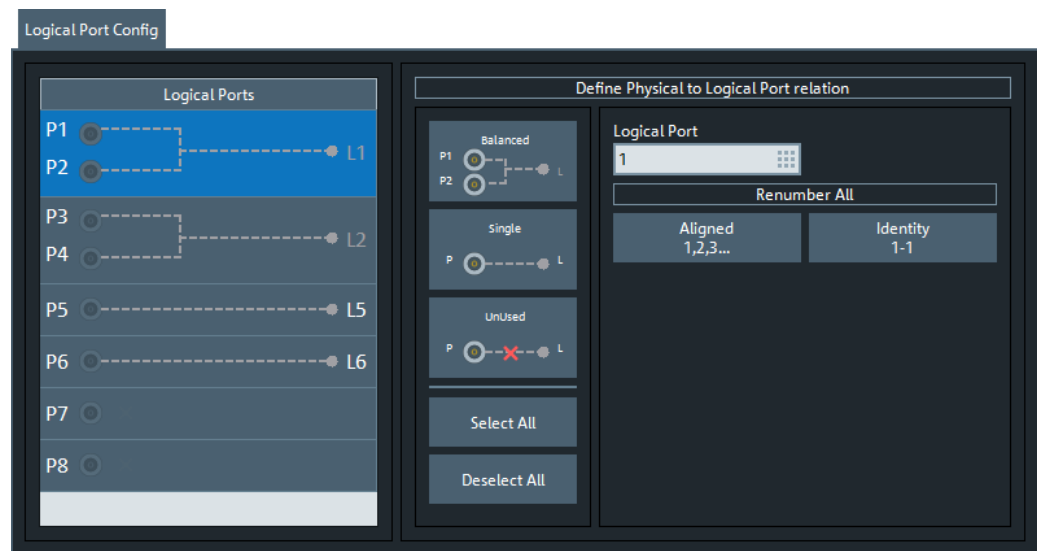 Logical Port Config
Logical Ports
P1
P2
L1
P3
P4
L2
P5
L5
P6
L6
P7
P8
Define Physical to Logical Port relation
Balanced
P1
P2
L
Single
P
L
UnUsed
P
L
Select All
Deselect All
Logical Port
1
Renumber All
Aligned
1,2,3...
Identity
1-1